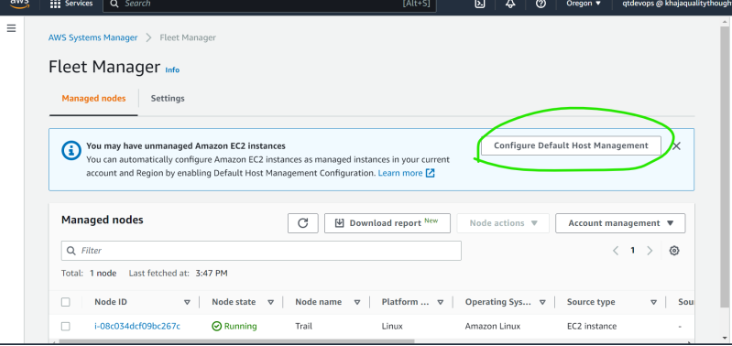 aws Services Search [Alt+S] Oregon ▼ qtdevops @ khajaqualitythough
AWS Systems Manager > Fleet Manager
Fleet Manager Info
Managed nodes Settings
You may have unmanaged Amazon EC2 instances
You can automatically configure Amazon EC2 instances as managed instances in your current
account and Region by enabling Default Host Management Configuration. Learn more
Configure Default Host Management
Managed nodes
Download report New
Node actions ▼
Account management ▼
Filter
< 1 >
Total: 1 node Last fetched at: 3:47 PM
Node ID Node state Node name Platform ... Operating Sys... Source type Sou
i-08c034dcf09bc267c Running Trail Linux Amazon Linux EC2 instance -